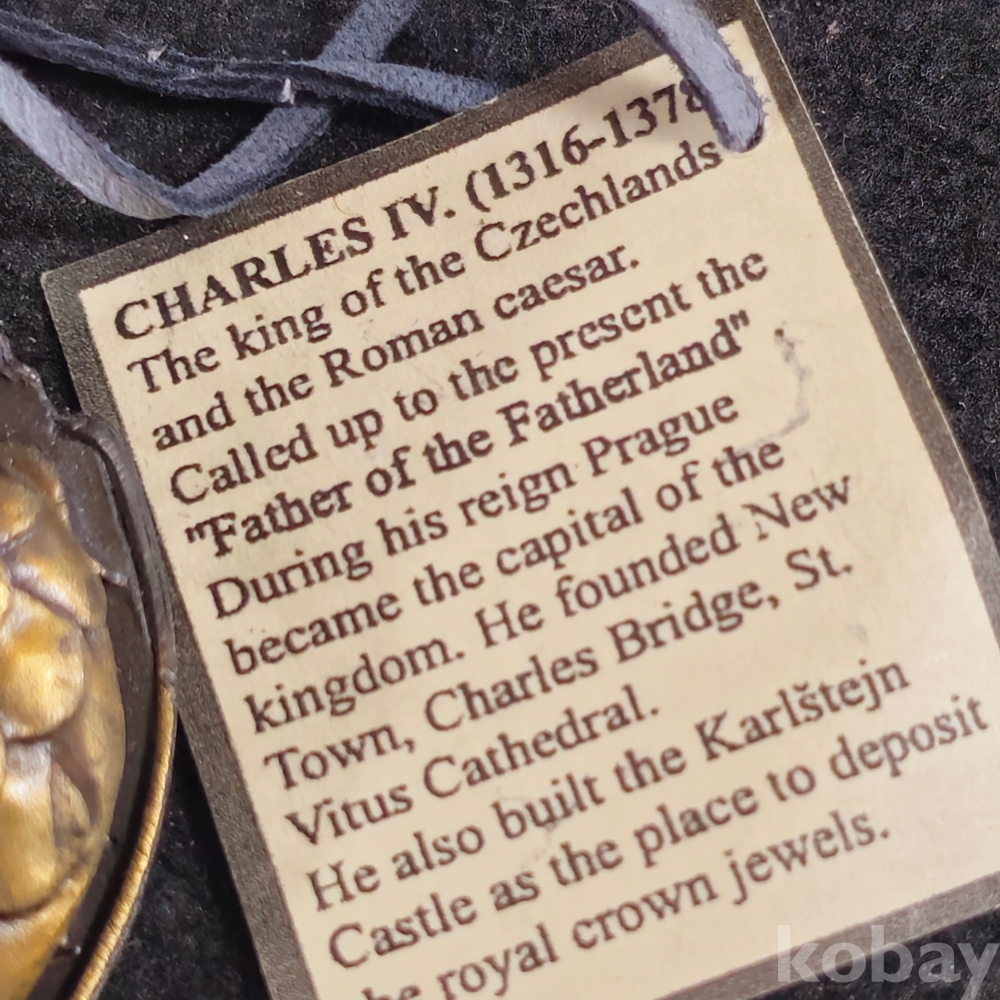 CHARLES IV. (1316-1378
The king of the Czechlands
and the Roman caesar.
Called up to the present the
"Father of the Fatherland" .
During his reign Prague
became the capital of the
kingdom. He founded New
Town, Charles Bridge, St.
Vitus Cathedral.
He also built the Karlštejn
Castle as the place to deposit
he royal crown jewels.
kobay